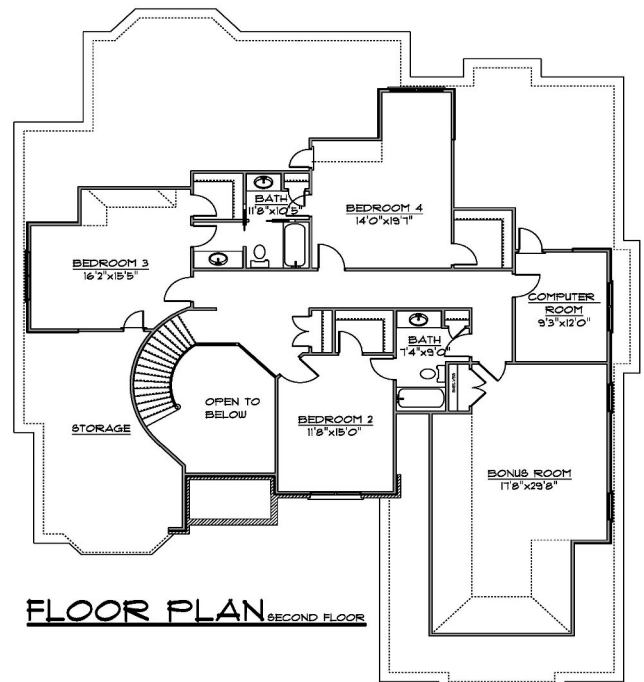 BATH
11'8"x10'5"
BEDROOM 4
14'0"x19'7"
BEDROOM 3
16'2"x15'5"
COMPUTER
ROOM
9'3"x12'0"
BATH
7'4"x9'0"
SHELVES
OPEN TO
BELOW
STORAGE
BEDROOM 2
11'8"x15'0"
BONUS ROOM
17'8"x29'8"
FLOOR PLAN SECOND FLOOR